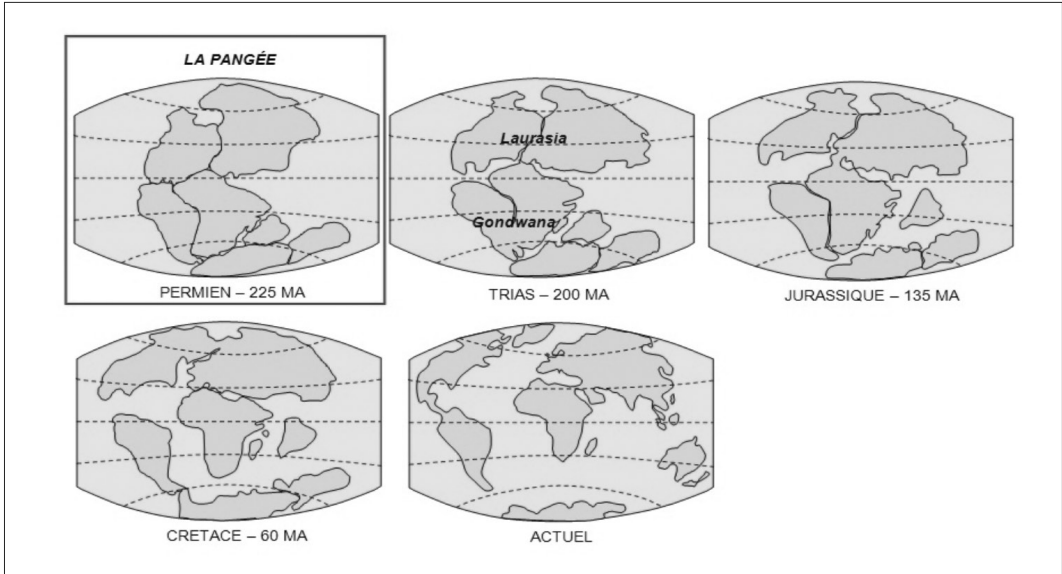 LA PANGÉE
Laurasia
Gondwana
PERMIEN – 225 MA
TRIAS – 200 MA
JURASSIQUE – 135 MA
CRETACE – 60 MA
ACTUEL